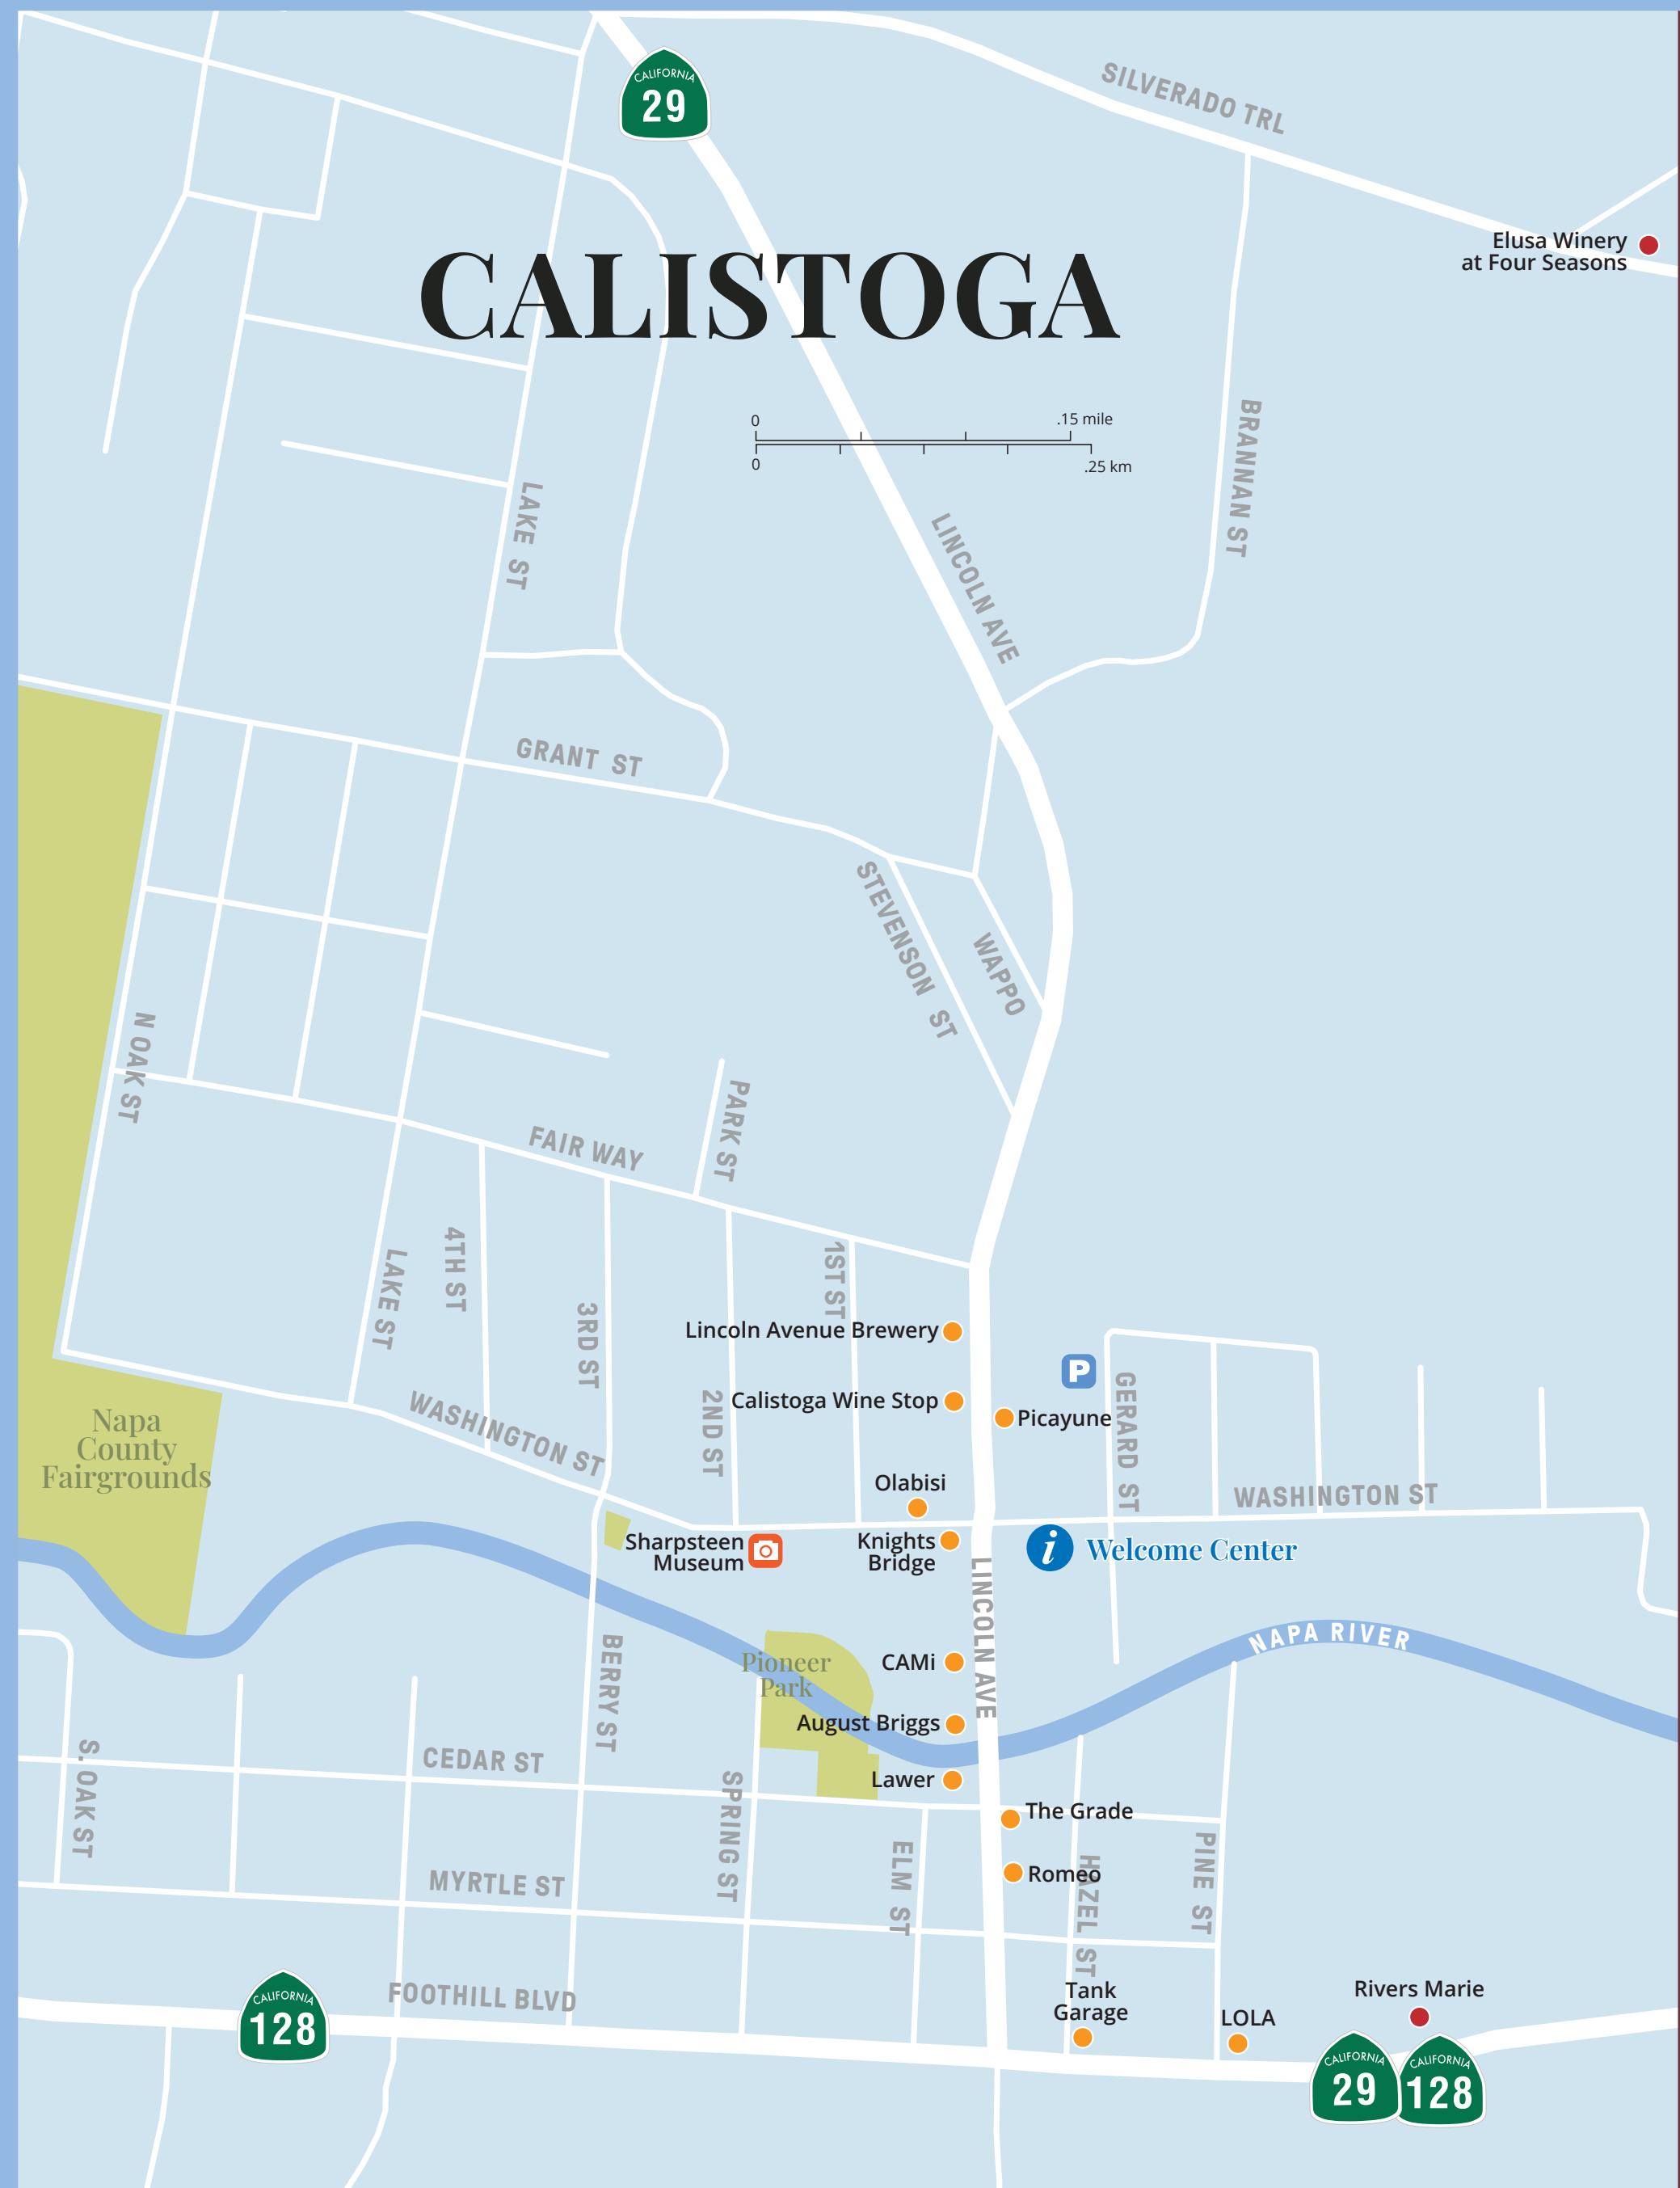 CALIFORNIA
29
SILVERADO TRL
Elusa Winery
at Four Seasons
CALISTOGA
0
.15 mile
0
.25 km
BRANNAN ST
LAKE ST
LINCOLN AVE
GRANT ST
STEVENSON ST
WAPPO
N OAK ST
PARK ST
FAIR WAY
4TH ST
LAKE ST
1ST ST
3RD ST
Lincoln Avenue Brewery
P
GERARD ST
2ND ST
Calistoga Wine Stop
Picayune
WASHINGTON ST
Napa
County
Fairgrounds
Olabisi
WASHINGTON ST
Sharpsteen
Museum
Knights
Bridge
i
Welcome Center
LINCOLN AVE
NAPA RIVER
BERRY ST
Pioneer
Park
CAMi
August Briggs
S. OAK ST
CEDAR ST
Lawer
SPRING ST
The Grade
ELM ST
PINE ST
Romeo
HAZEL ST
MYRTLE ST
FOOTHILL BLVD
CALIFORNIA
128
Tank
Garage
LOLA
Rivers Marie
CALIFORNIA
29
CALIFORNIA
128